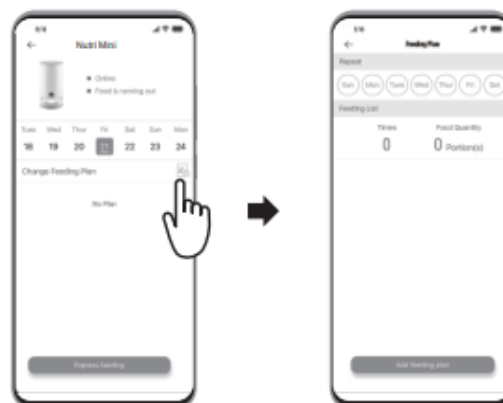 Nutri Mini
Online
Food is running out
Tues Wed Thur Fri Sat Sun Mon
18 19 20 21 22 23 24
Change Feeding Plan
No Plan
Express feeding
Feeding Plan
Repeat
Sun Mon Tues Wed Thur Fri Sat
Feeding List
Times Food Quantity
0 0 Portion(s)
Add feeding plan